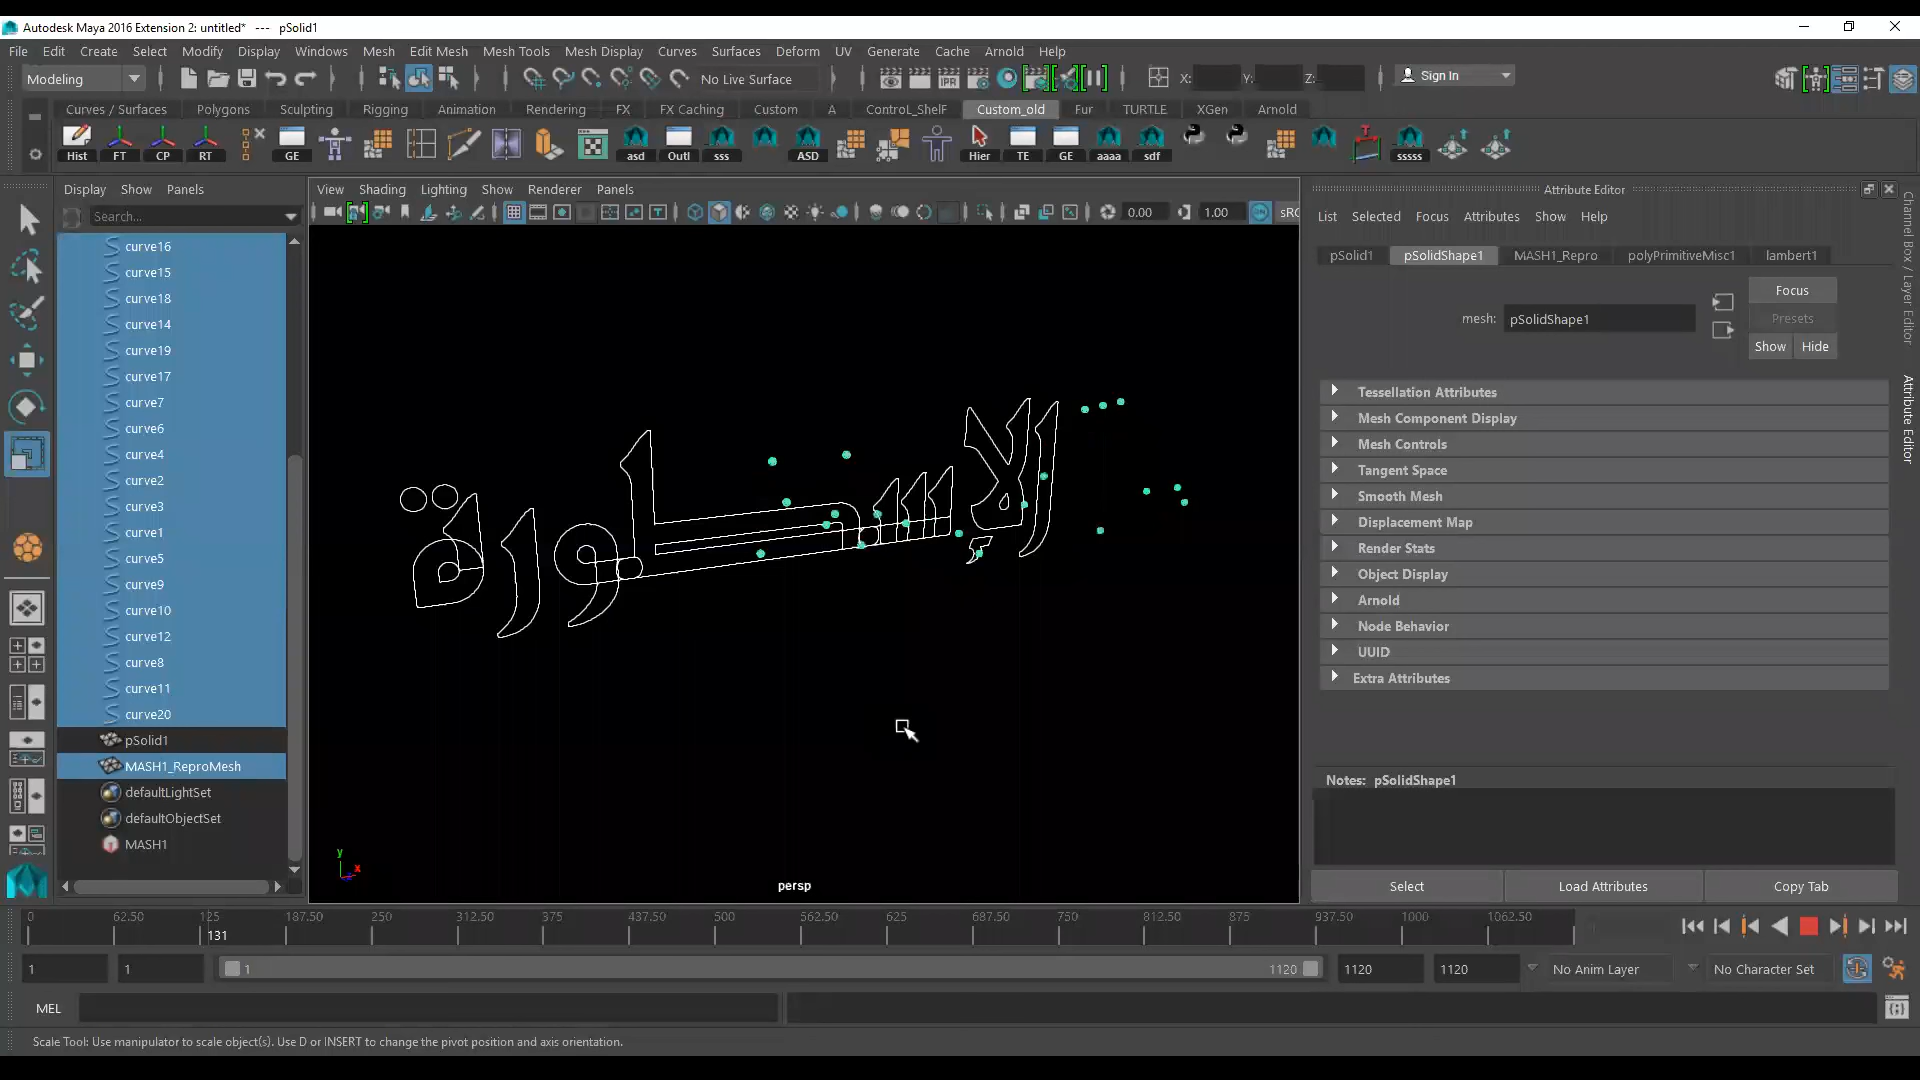 Autodesk Maya 2016 Extension 2: untitled* --- pSolid1
File Edit Create Select Modify Display Windows Mesh Edit Mesh Mesh Tools Mesh Display Curves Surfaces Deform UV Generate Cache Arnold Help
Modeling No Live Surface IPR X: Y: Z: Sign In
Curves / Surfaces Polygons Sculpting Rigging Animation Rendering FX FX Caching Custom A ControL_ShelF Custom_old Fur TURTLE XGen Arnold
Hist FT CP RT GE asd Outl sss ASD Hier TE GE aaaa sdf sssss
Display Show Panels
View Shading Lighting Show Renderer Panels
Attribute Editor
Search...
0.00 1.00
List Selected Focus Attributes Show Help
curve16
curve15
curve18
curve14
curve19
curve17
curve7
curve6
curve4
curve2
curve3
curve1
curve5
curve9
curve10
curve12
curve8
curve11
curve20
pSolid1
MASH1_ReproMesh
defaultLightSet
defaultObjectSet
MASH1
y
x
persp
pSolid1 pSolidShape1 MASH1_Repro polyPrimitiveMisc1 lambert1
Focus
mesh: pSolidShape1
Presets
Show Hide
Tessellation Attributes
Mesh Component Display
Mesh Controls
Tangent Space
Smooth Mesh
Displacement Map
Render Stats
Object Display
Arnold
Node Behavior
UUID
Extra Attributes
Notes: pSolidShape1
Select Load Attributes Copy Tab
Channel Box / Layer Editor
Attribute Editor
0 62.50 125 187.50 250 312.50 375 437.50 500 562.50 625 687.50 750 812.50 875 937.50 1000 1062.50
131
1 1 1 1120 1120 1120 No Anim Layer No Character Set
MEL
Scale Tool: Use manipulator to scale object(s). Use D or INSERT to change the pivot position and axis orientation.